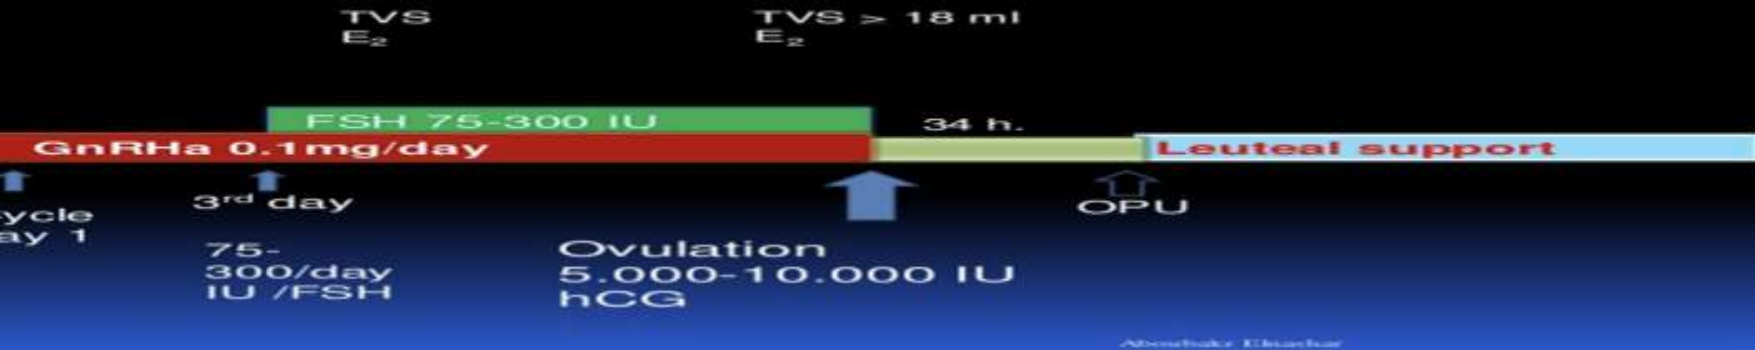 TVS
E₂
TVS > 18 ml
E₂
FSH 75-300 IU
34 h.
GnRHa 0.1mg/day
Leuteal support
ycle
ay 1
3rd day
OPU
75-
300/day
IU /FSH
Ovulation
5.000-10.000 IU
hCG